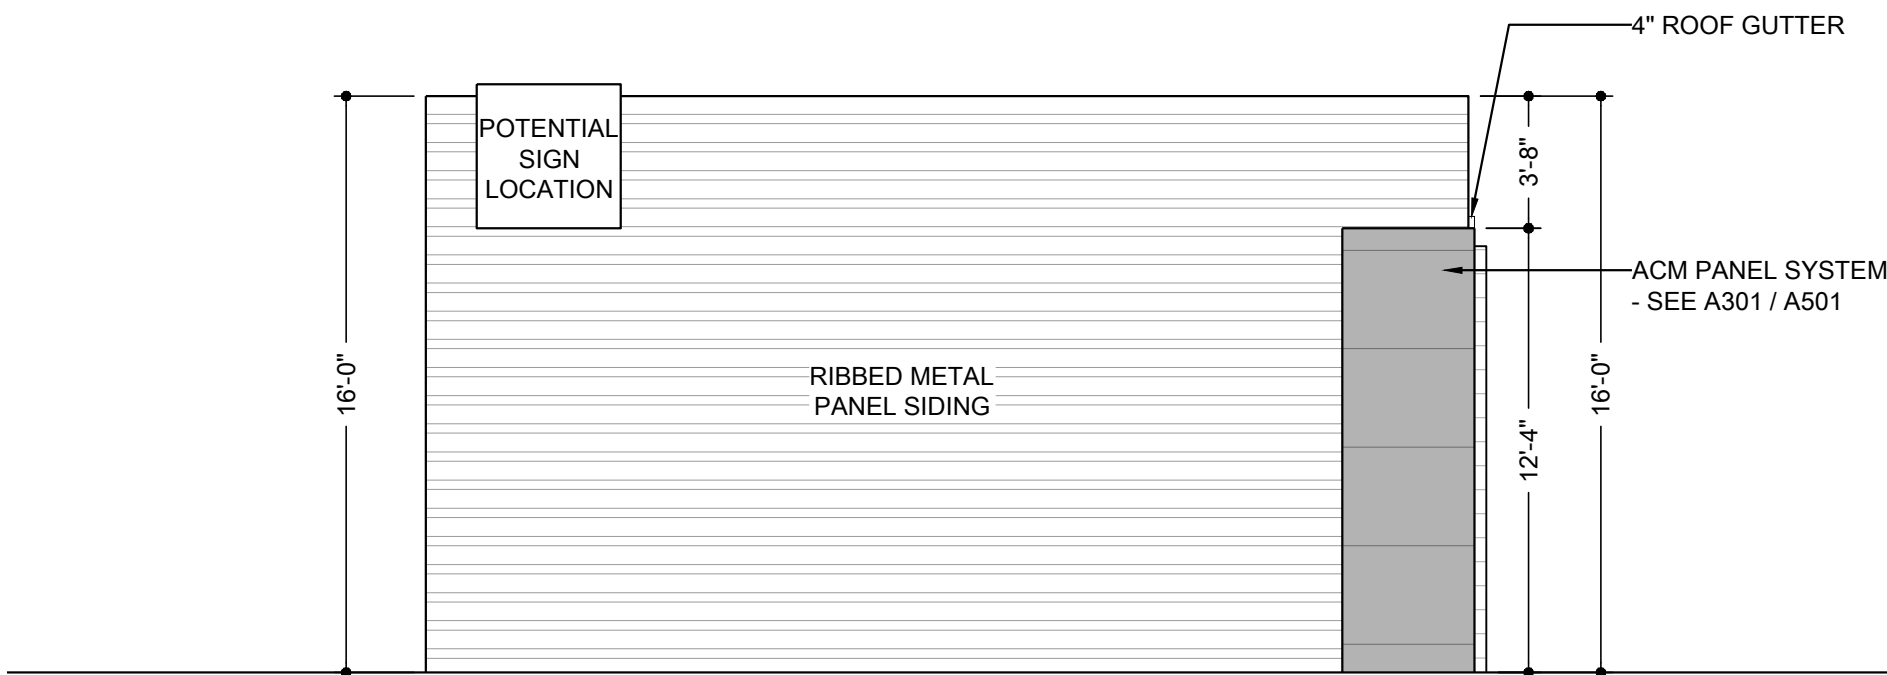 4" ROOF GUTTER
POTENTIAL
SIGN
LOCATION
3'-8"
ACM PANEL SYSTEM
- SEE A301 / A501
16'-0"
RIBBED METAL
PANEL SIDING
16'-0"
12'-4"